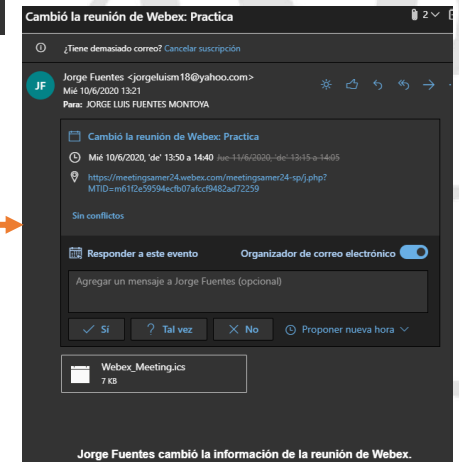 Cambió la reunión de Webex: Practica
2
¿Tiene demasiado correo? Cancelar suscripción
JF
Jorge Fuentes <jorgeluism18@yahoo.com>
Mié 10/6/2020 13:21
Para: JORGE LUIS FUENTES MONTOYA
Cambió la reunión de Webex: Practica
Mié 10/6/2020, 'de' 13:50 a 14:40 Jue 11/6/2020, 'de' 13:15 a 14:05
https://meetingsamer24.webex.com/meetingsamer24-sp/j.php?
MTID=m61f2e59594ecfb07afccf9482ad72259
Sin conflictos
Responder a este evento Organizador de correo electrónico
Agregar un mensaje a Jorge Fuentes (opcional)
Sí Tal vez No Proponer nueva hora
Webex_Meeting.ics
7 KB
Jorge Fuentes cambió la información de la reunión de Webex.